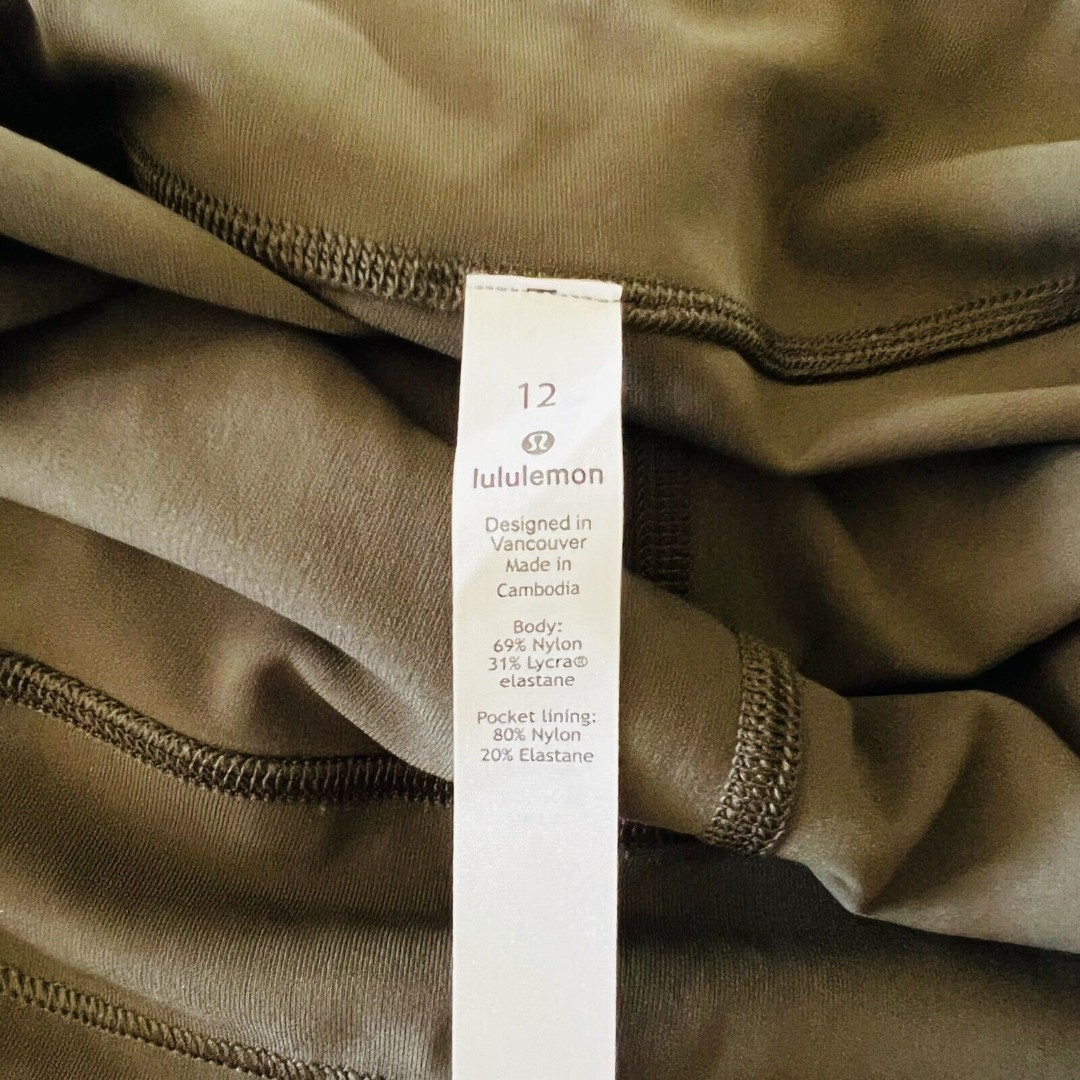 12
lululemon
Designed in
Vancouver
Made in
Cambodia
Body:
69% Nylon
31% Lycra®
elastane
Pocket lining:
80% Nylon
20% Elastane